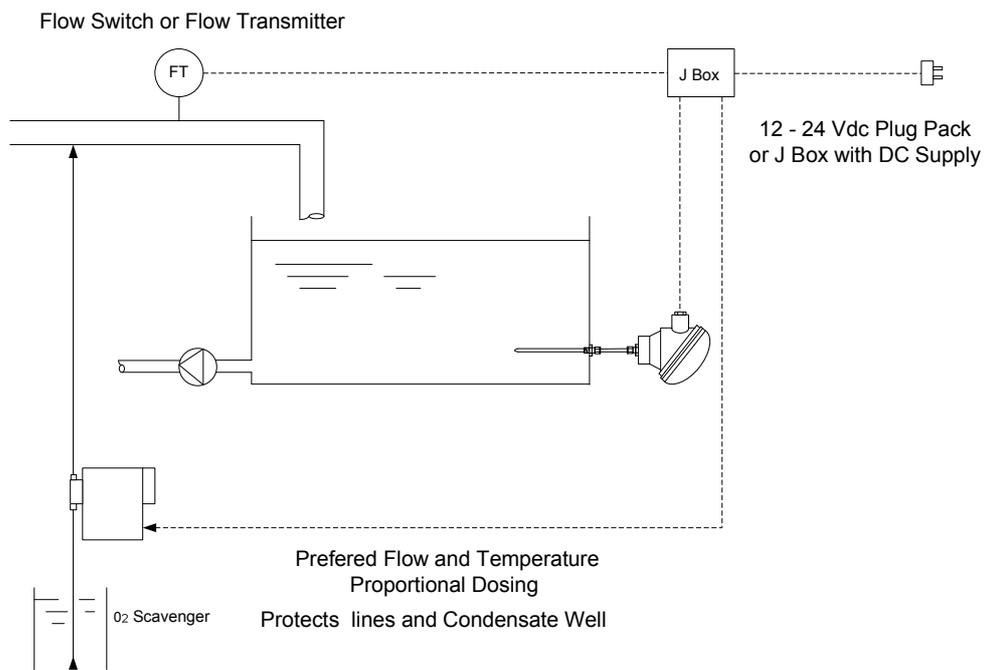 Flow Switch or Flow Transmitter
FT
J Box
12 - 24 Vdc Plug Pack
or J Box with DC Supply
Prefered Flow and Temperature
Proportional Dosing
Protects lines and Condensate Well
02 Scavenger